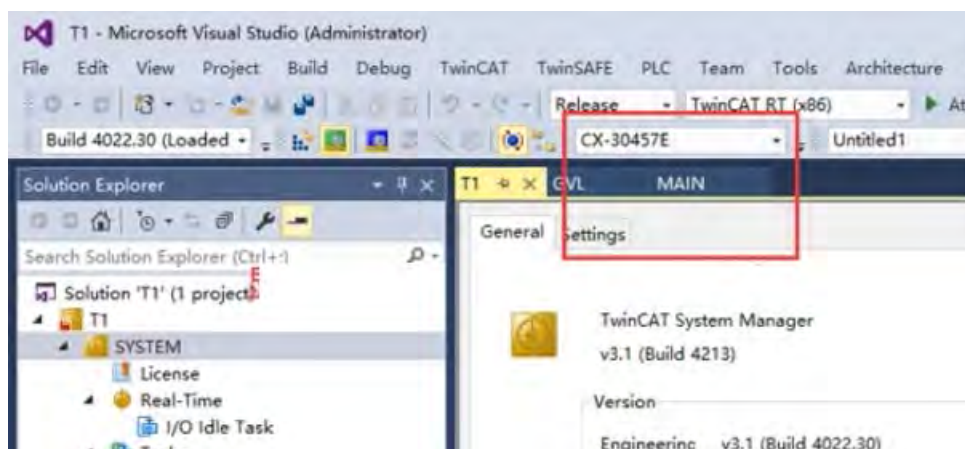 T1 - Microsoft Visual Studio (Administrator)
File Edit View Project Build Debug TwinCAT TwinSAFE PLC Team Tools Architecture
Release TwinCAT RT (x86) At
Build 4022.30 (Loaded CX-30457E Untitled1
Solution Explorer
T1 GVL MAIN
General Settings
Search Solution Explorer (Ctrl+;)
Solution 'T1' (1 project)
T1
SYSTEM
License
Real-Time
I/O Idle Task
TwinCAT System Manager
v3.1 (Build 4213)
Version
Engineering v3.1 (Build 4022.30)